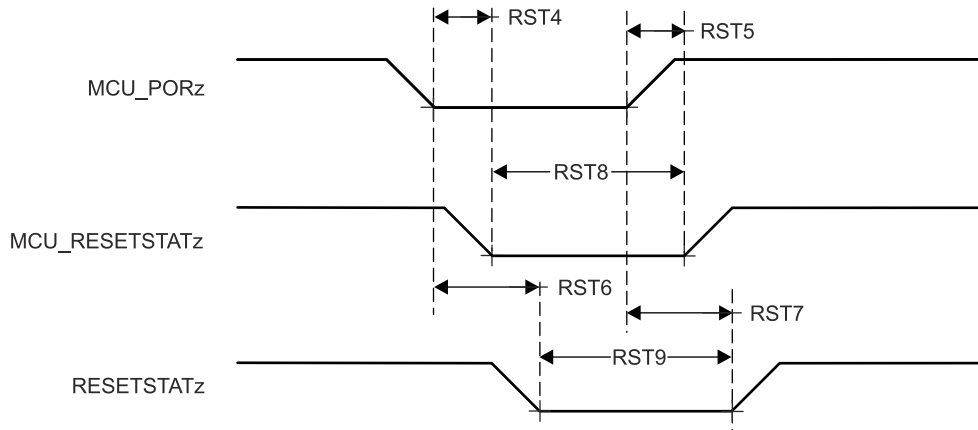 RST4
RST5
MCU_PORz
RST8
MCU_RESETSTATz
RST6
RST7
RST9
RESETSTATz